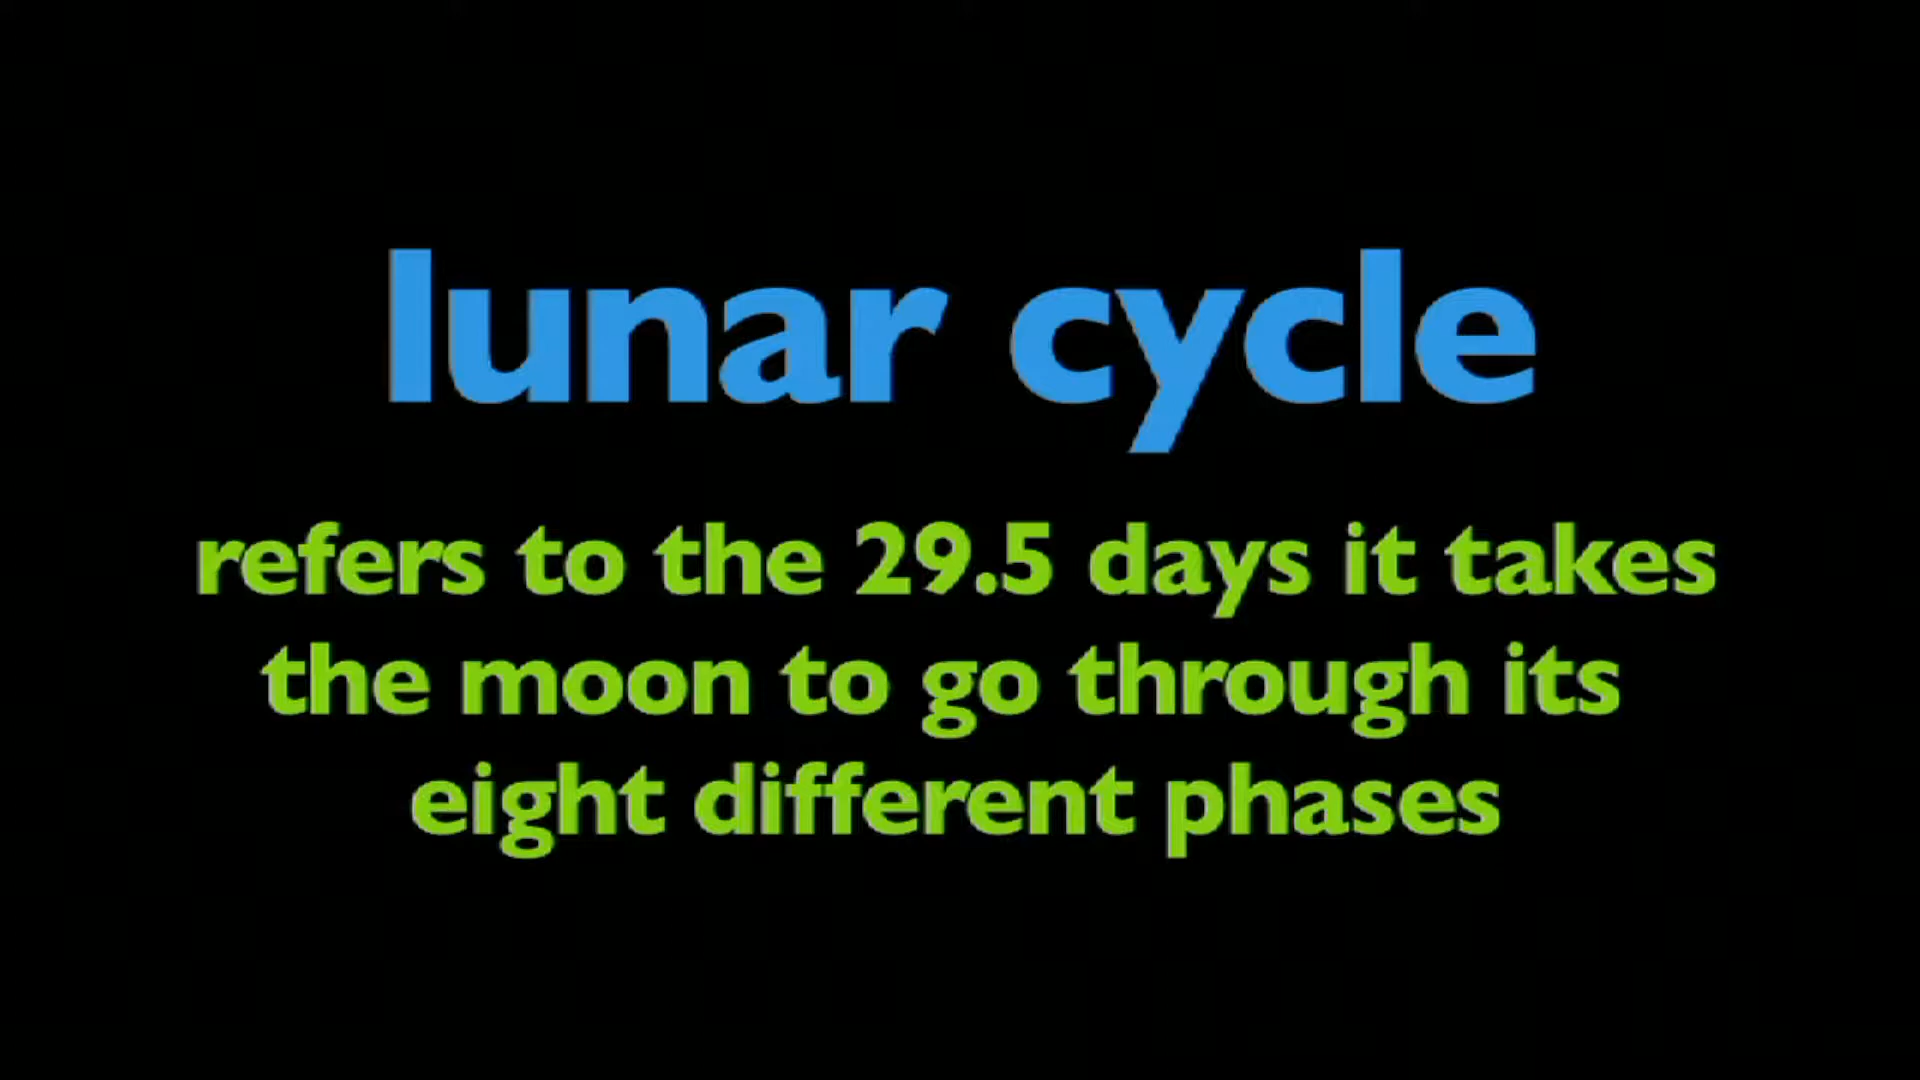 lunar cycle
refers to the 29.5 days it takes
the moon to go through its
eight different phases